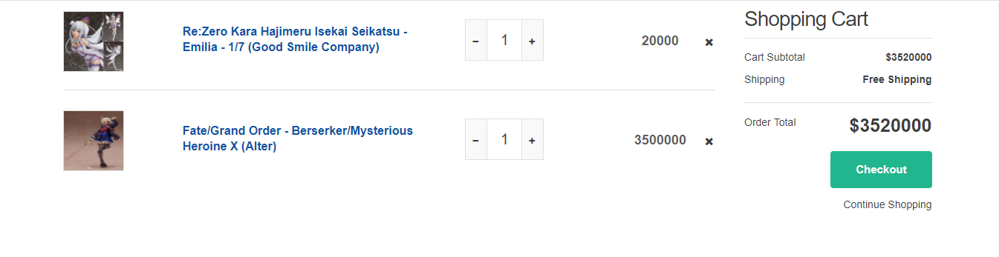 Re:Zero Kara Hajimeru Isekai Seikatsu -
Emilia - 1/7 (Good Smile Company)
− 1 +
20000 ✖
Fate/Grand Order - Berserker/Mysterious
Heroine X (Alter)
− 1 +
3500000 ✖
Shopping Cart
Cart Subtotal $3520000
Shipping Free Shipping
Order Total $3520000
Checkout
Continue Shopping